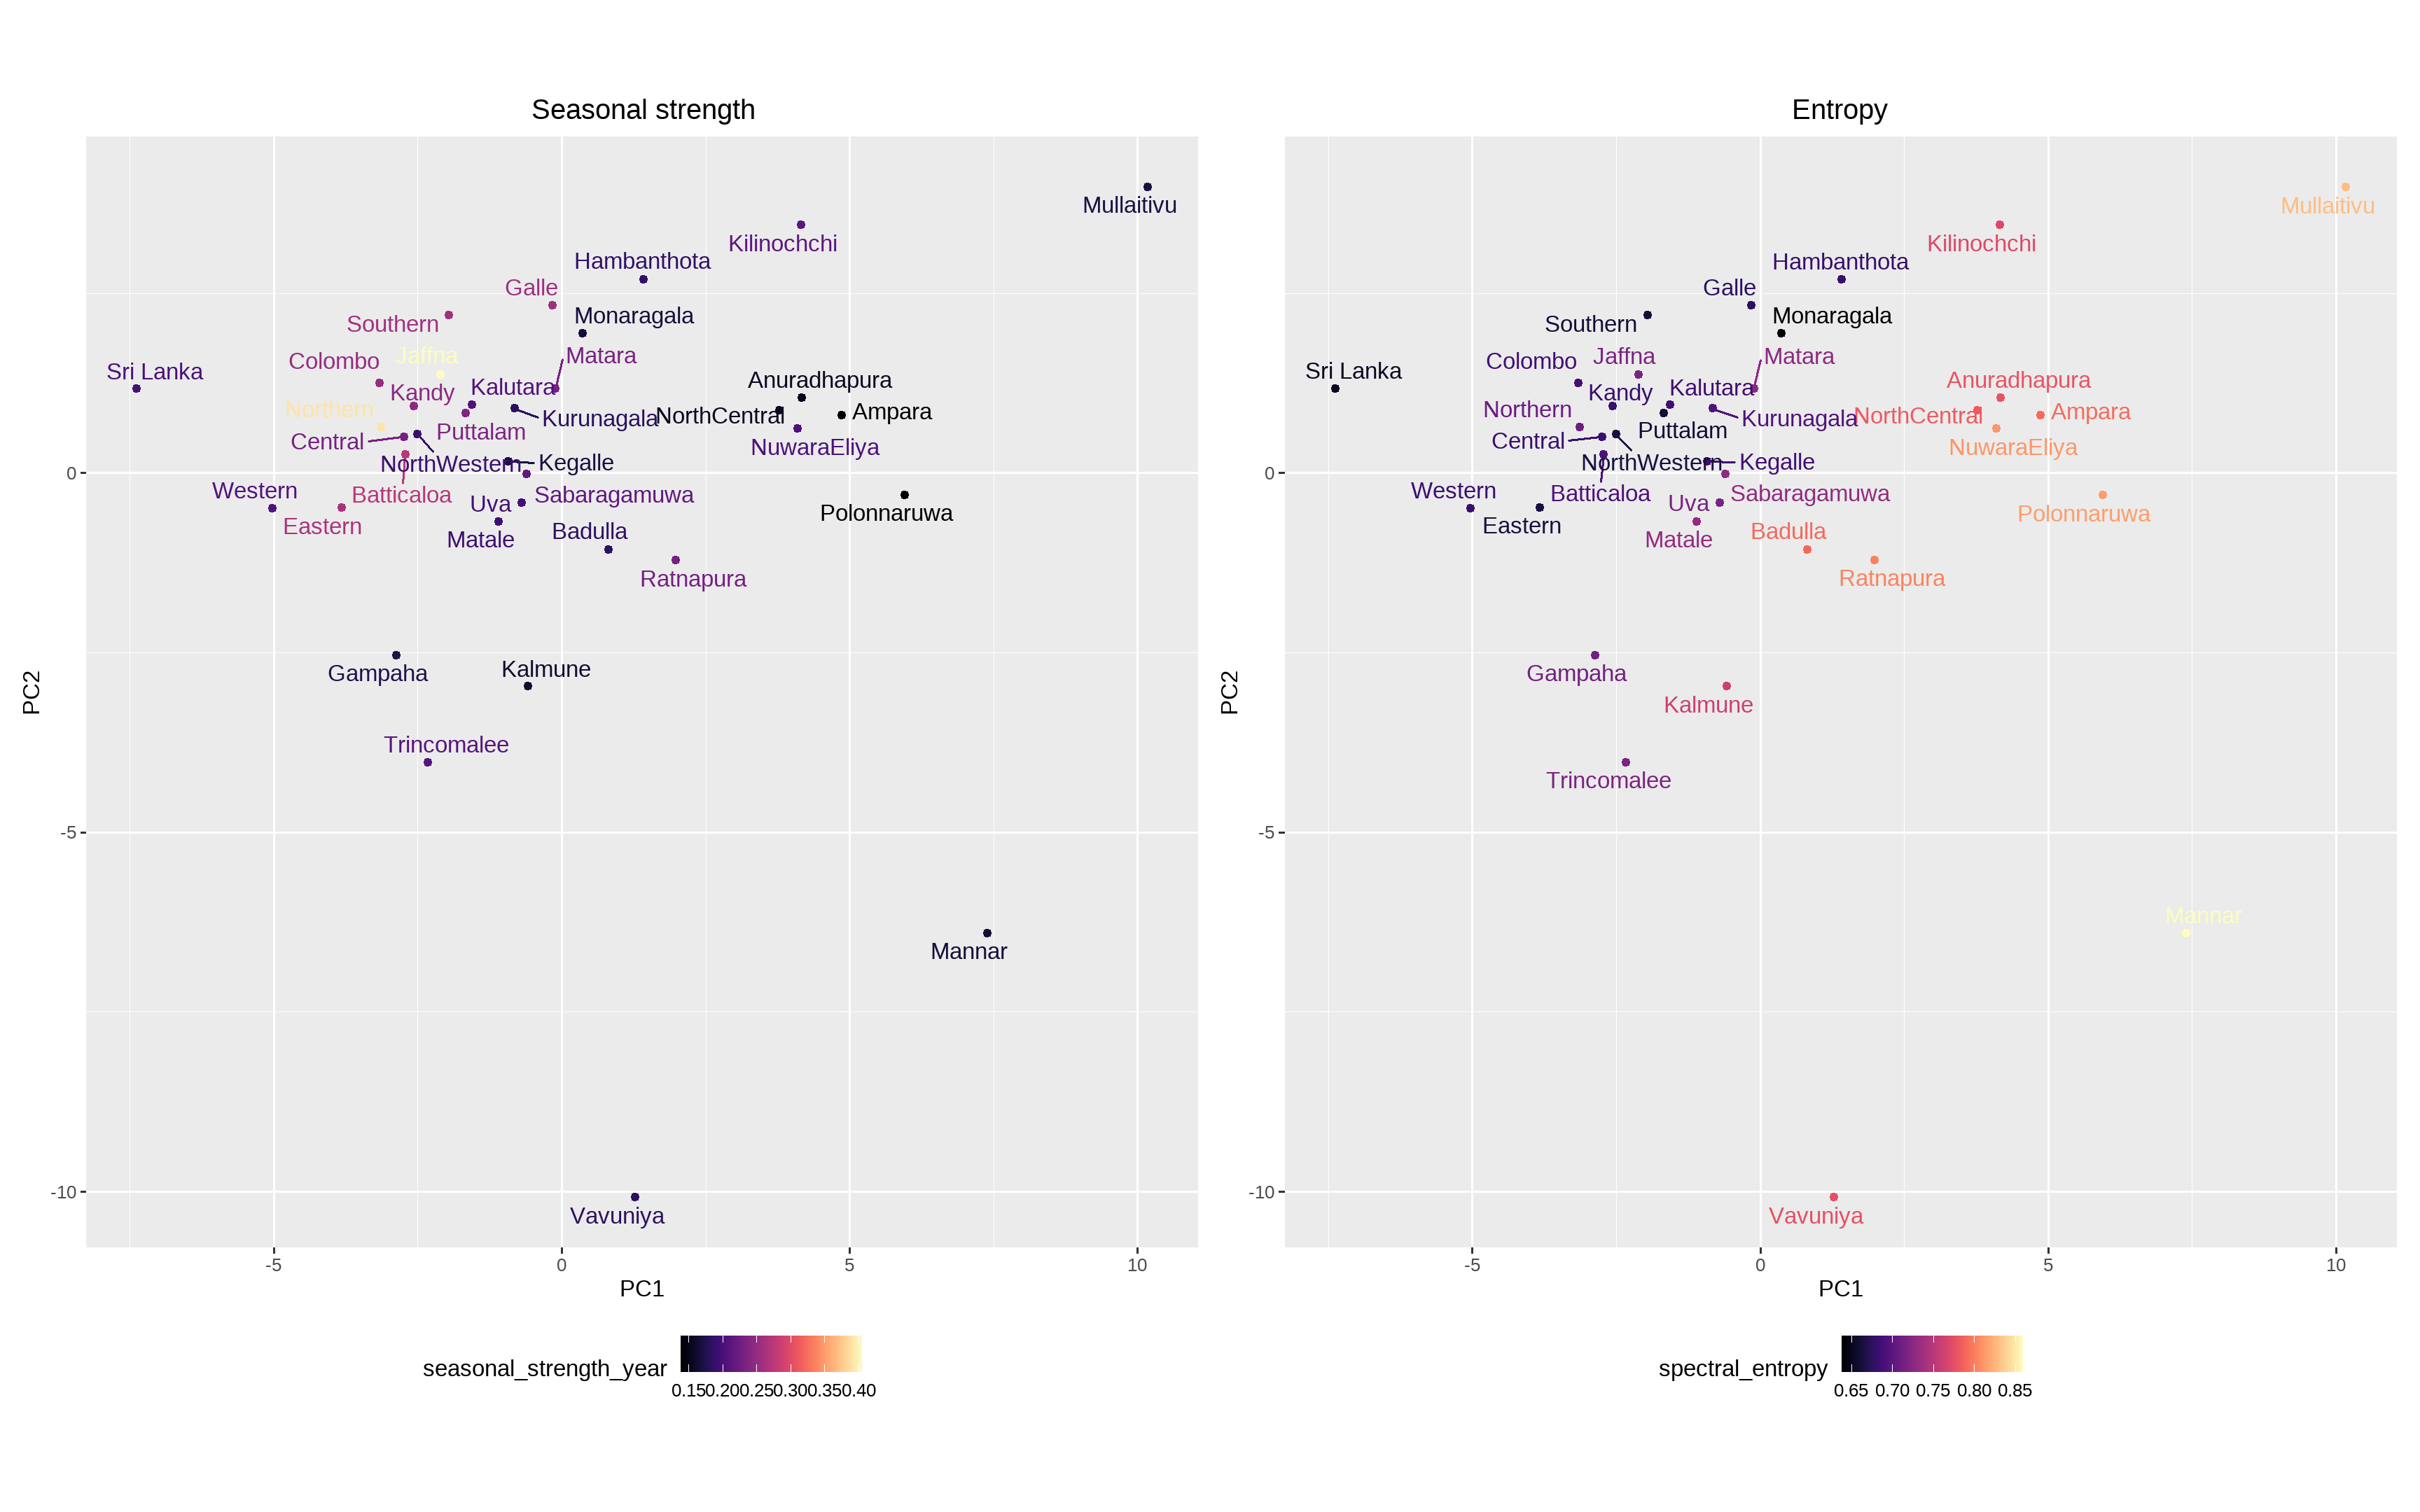 Seasonal strength
Mullaitivu
Kilinochchi
Hambanthota
Galle
Monaragala
Southern
Jaffna
Matara
Colombo
Sri Lanka
Kandy
Kalutara
Anuradhapura
Northern
Kurunagala
NorthCentral
Ampara
Central
Puttalam
NuwaraEliya
NorthWestern
Kegalle
Western
Batticaloa
Uva
Sabaragamuwa
Eastern
Matale
Badulla
Polonnaruwa
Ratnapura
Gampaha
Kalmune
Trincomalee
Mannar
Vavuniya
0
-5
-10
PC2
-5 0 5 10
PC1
seasonal_strength_year
0.15 0.20 0.25 0.30 0.35 0.40
Entropy
Mullaitivu
Kilinochchi
Hambanthota
Galle
Monaragala
Southern
Jaffna
Matara
Colombo
Sri Lanka
Kandy
Kalutara
Anuradhapura
Northern
Kurunagala
NorthCentral
Ampara
Central
Puttalam
NuwaraEliya
NorthWestern
Kegalle
Western
Batticaloa
Uva
Sabaragamuwa
Eastern
Matale
Badulla
Polonnaruwa
Ratnapura
Gampaha
Kalmune
Trincomalee
Mannar
Vavuniya
0
-5
-10
PC2
-5 0 5 10
PC1
spectral_entropy
0.65 0.70 0.75 0.80 0.85